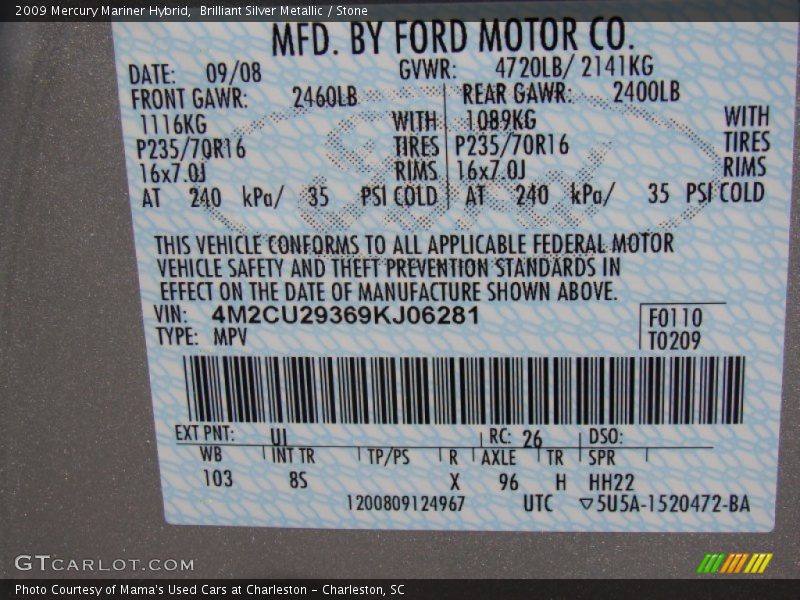 2009 Mercury Mariner Hybrid, Brilliant Silver Metallic / Stone
MFD. BY FORD MOTOR CO.
DATE: 09/08 GVWR: 4720LB/ 2141KG
FRONT GAWR: 2460LB REAR GAWR: 2400LB
1116KG WITH 1089KG WITH
P235/70R16 TIRES P235/70R16 TIRES
16x7.0J RIMS 16x7.0J RIMS
AT 240 kPa/ 35 PSI COLD AT 240 kPa/ 35 PSI COLD
THIS VEHICLE CONFORMS TO ALL APPLICABLE FEDERAL MOTOR
VEHICLE SAFETY AND THEFT PREVENTION STANDARDS IN
EFFECT ON THE DATE OF MANUFACTURE SHOWN ABOVE.
VIN: 4M2CU29369KJ06281 F0110
TYPE: MPV T0209
EXT PNT: UI RC: 26 DSO:
WB INT TR TP/PS R AXLE TR SPR
103 8S X 96 H HH22
1200809124967 UTC ▽5U5A-1520472-BA
GTCARLOT.COM
Photo Courtesy of Mama's Used Cars at Charleston - Charleston, SC